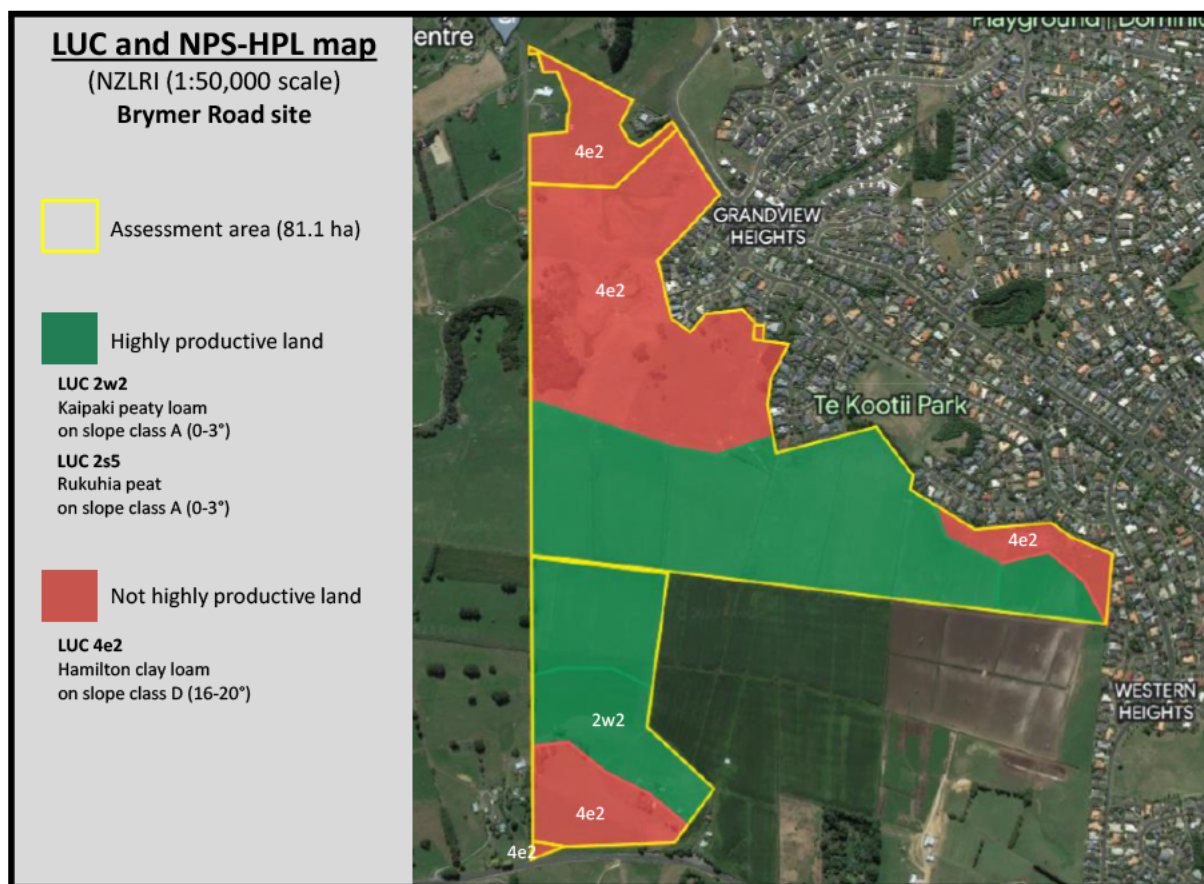 LUC and NPS-HPL map
(NZLRI (1:50,000 scale)
Brymer Road site
Assessment area (81.1 ha)
Highly productive land
LUC 2w2
Kaipaki peaty loam
on slope class A (0-3°)
LUC 2s5
Rukuhia peat
on slope class A (0-3°)
Not highly productive land
LUC 4e2
Hamilton clay loam
on slope class D (16-20°)
entre
4e2
GRANDVIEW
HEIGHTS
4e2
Te Kootii Park
4e2
WESTERN
HEIGHTS
2w2
4e2
4e2